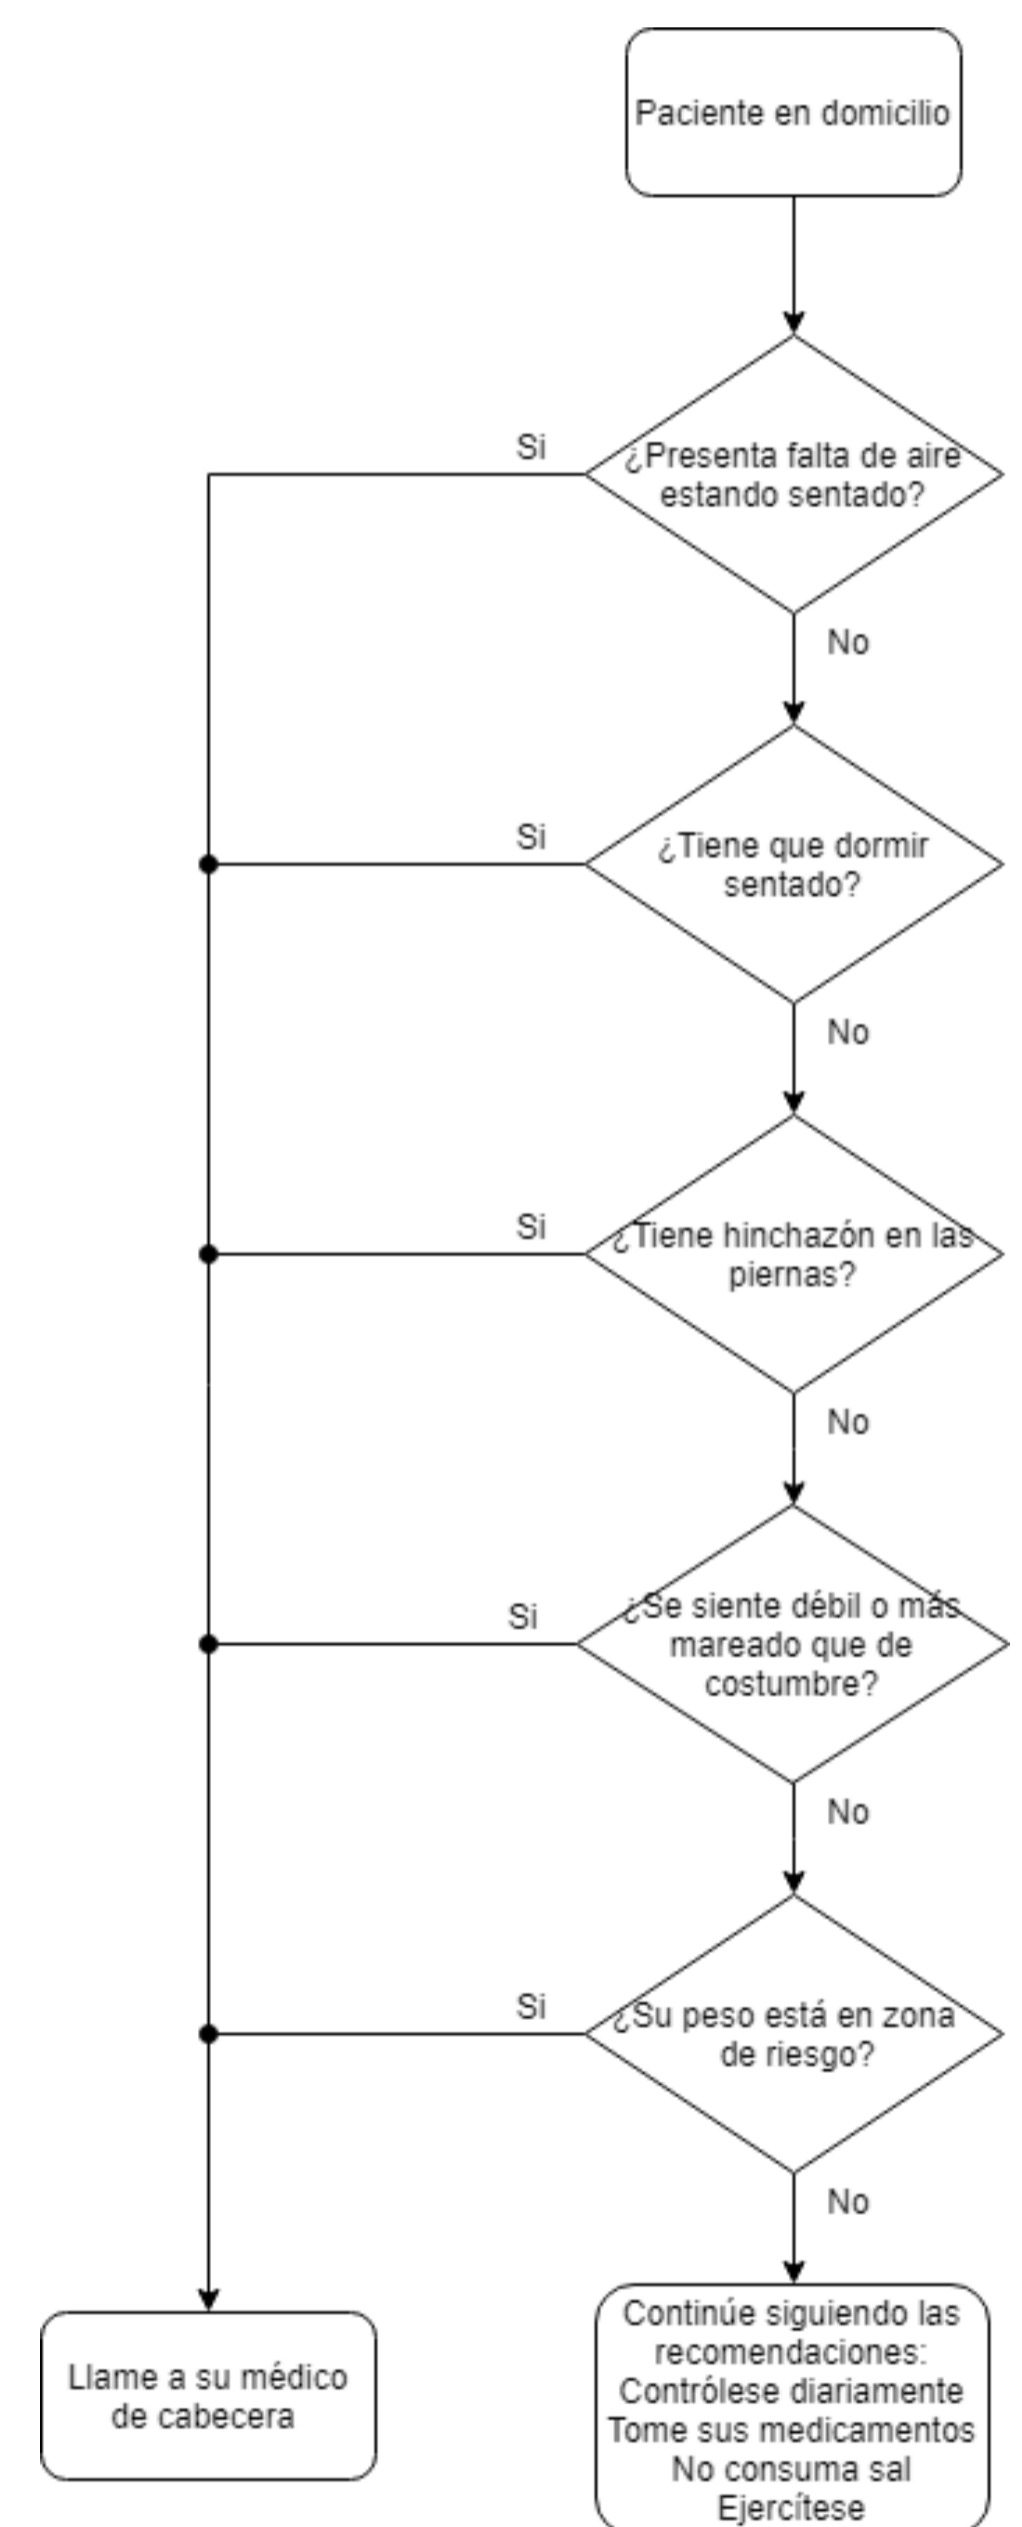 Paciente en domicilio
Si
¿Presenta falta de aire
estando sentado?
No
Si
¿Tiene que dormir
sentado?
No
Si
¿Tiene hinchazón en las
piernas?
No
Si
¿Se siente débil o más
mareado que de
costumbre?
No
Si
¿Su peso está en zona
de riesgo?
No
Llame a su médico
de cabecera
Continúe siguiendo las
recomendaciones:
Contrólese diariamente
Tome sus medicamentos
No consuma sal
Ejercítese